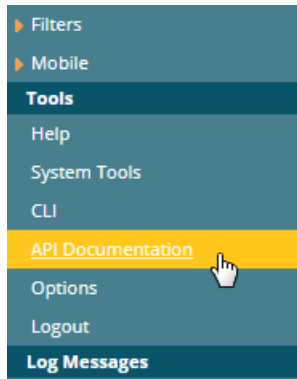 Filters
Mobile
Tools
Help
System Tools
CLI
API Documentation
Options
Logout
Log Messages